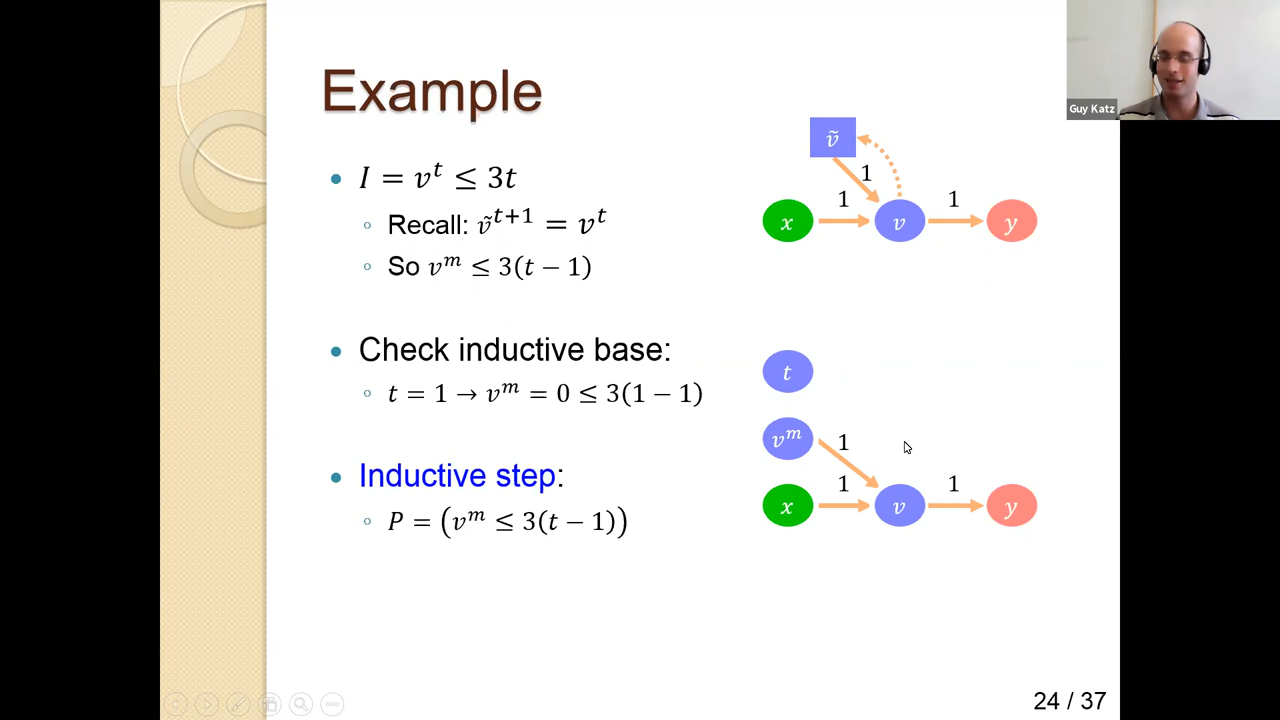 Example
Guy Katz
I = v^t ≤ 3t
Recall: ṽ^{t+1} = v^t
So v^m ≤ 3(t − 1)
Check inductive base:
t = 1 → v^m = 0 ≤ 3(1 − 1)
Inductive step:
P = (v^m ≤ 3(t − 1))
ṽ
1
1
1
x
v
y
t
v^m
1
1
1
x
v
y
24 / 37